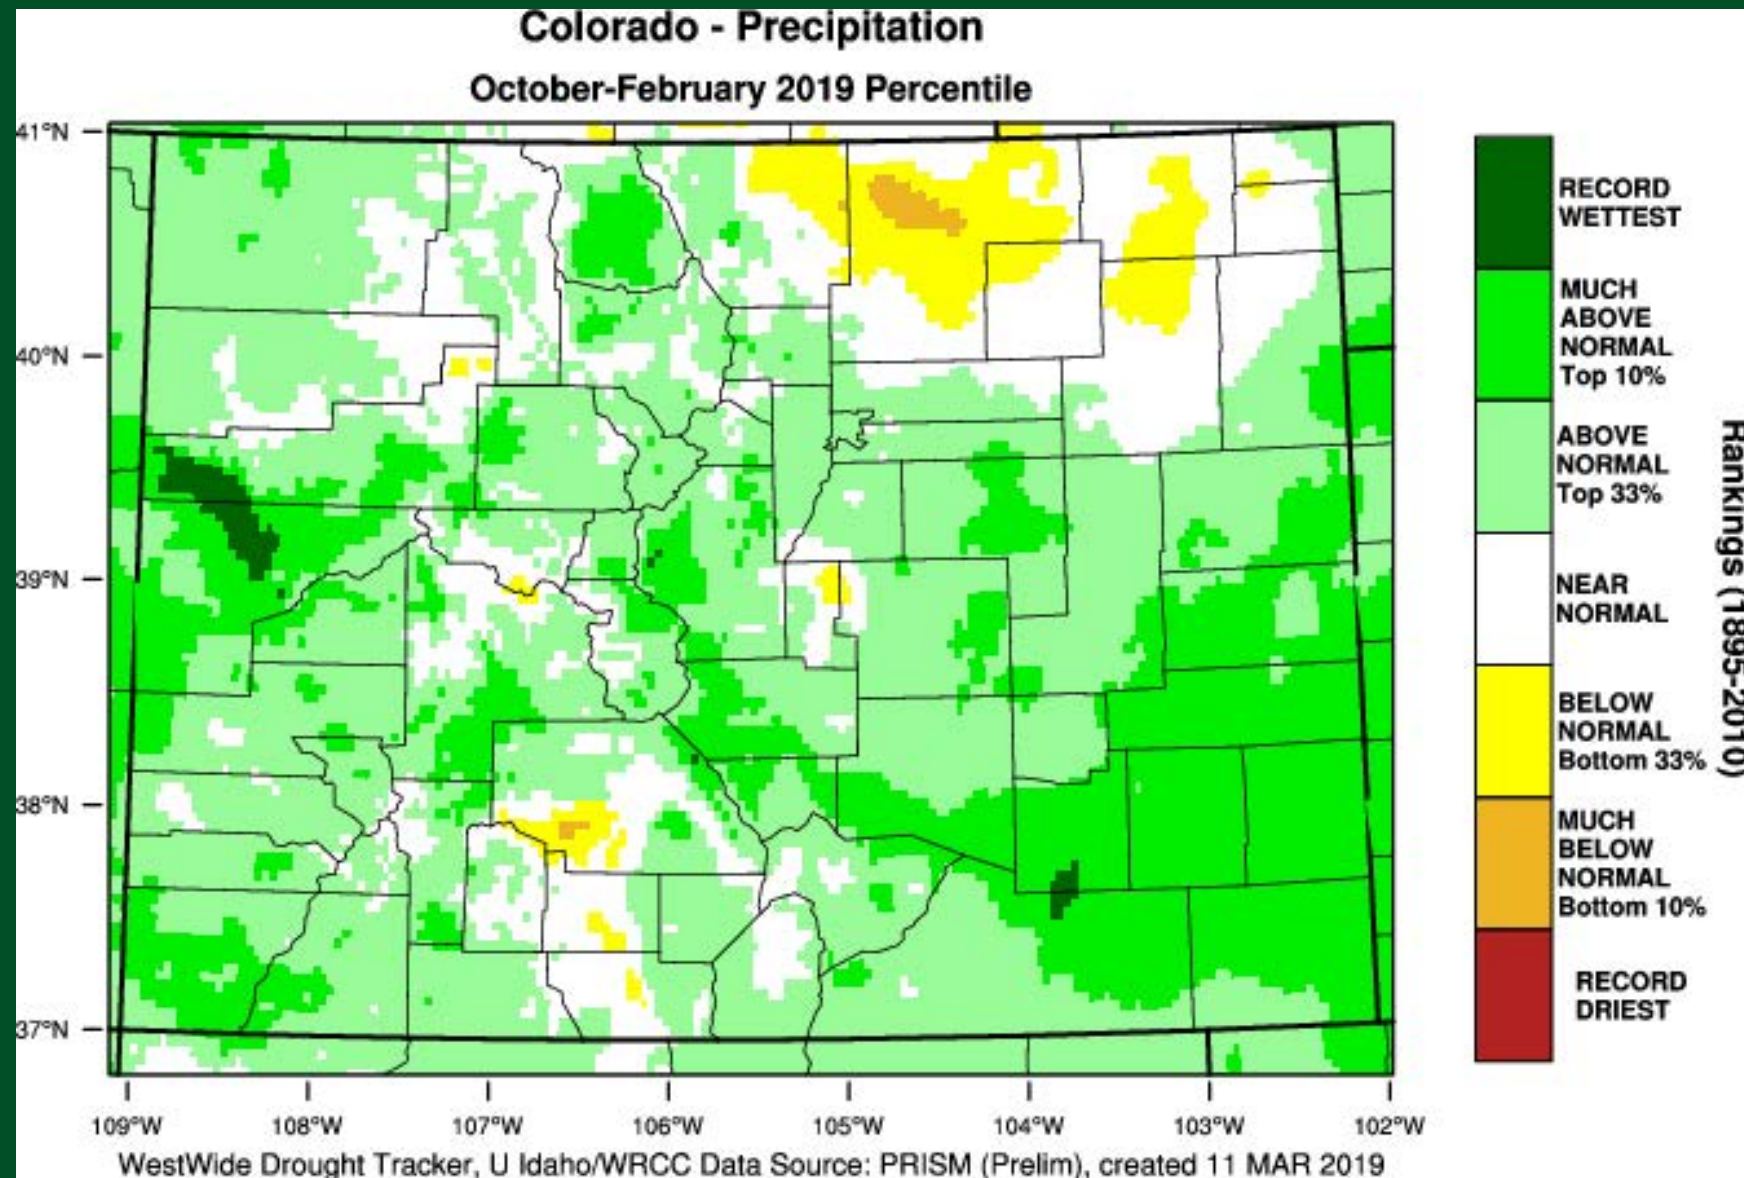 Colorado - Precipitation
October-February 2019 Percentile
41°N
40°N
39°N
38°N
37°N
109°W
108°W
107°W
106°W
105°W
104°W
103°W
102°W
RECORD
WETTEST
MUCH
ABOVE
NORMAL
Top 10%
ABOVE
NORMAL
Top 33%
NEAR
NORMAL
BELOW
NORMAL
Bottom 33%
MUCH
BELOW
NORMAL
Bottom 10%
RECORD
DRIEST
Rankings (1895-2010)
WestWide Drought Tracker, U Idaho/WRCC Data Source: PRISM (Prelim), created 11 MAR 2019